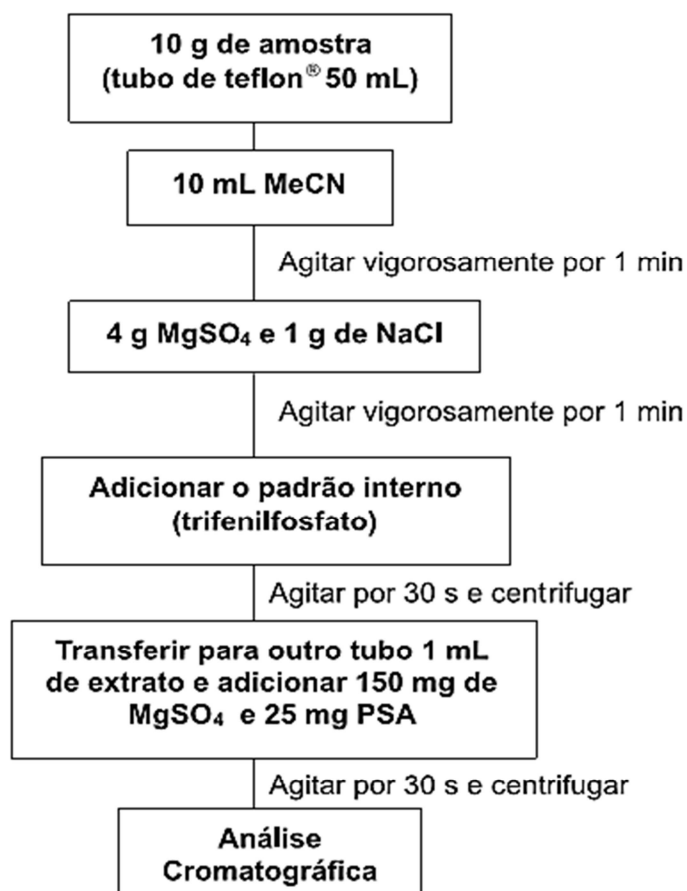 10 g de amostra
(tubo de teflon® 50 mL)
10 mL MeCN
Agitar vigorosamente por 1 min
4 g MgSO₄ e 1 g de NaCl
Agitar vigorosamente por 1 min
Adicionar o padrão interno
(trifenilfosfato)
Agitar por 30 s e centrifugar
Transferir para outro tubo 1 mL
de extrato e adicionar 150 mg de
MgSO₄ e 25 mg PSA
Agitar por 30 s e centrifugar
Análise
Cromatográfica